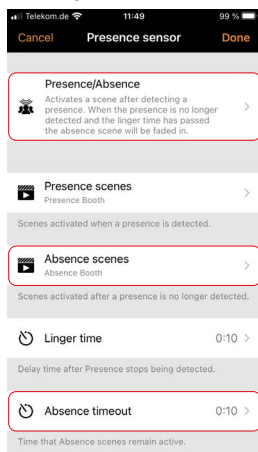 Telekom.de 11:49 99 %
Cancel Presence sensor Done
Presence/Absence
Activates a scene after detecting a
presence. When the presence is no longer
detected and the linger time has passed
the absence scene will be faded in.
Presence scenes
Presence Booth
Scenes activated when a presence is detected.
Absence scenes
Absence Booth
Scenes activated after a presence is no longer detected.
Linger time 0:10
Delay time after Presence stops being detected.
Absence timeout 0:10
Time that Absence scenes remain active.